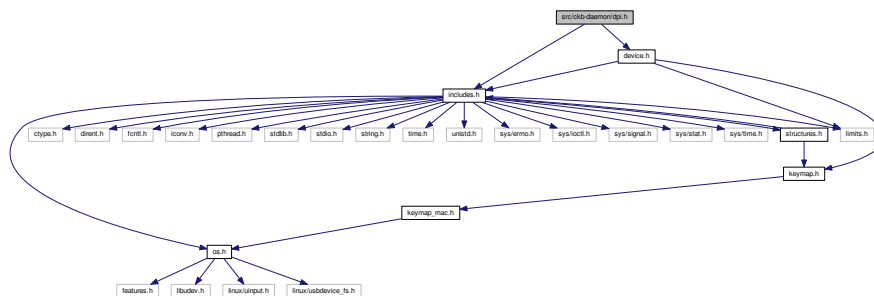 src/ckb-daemon/dpi.h
device.h
includes.h
ctype.h dirent.h fcntl.h iconv.h pthread.h stdlib.h stdio.h string.h time.h unistd.h sys/errno.h sys/ioctl.h sys/signal.h sys/stat.h sys/time.h structures.h limits.h
keymap.h
keymap_mac.h
os.h
features.h libudev.h linux/uinput.h linux/usbdevice_fs.h